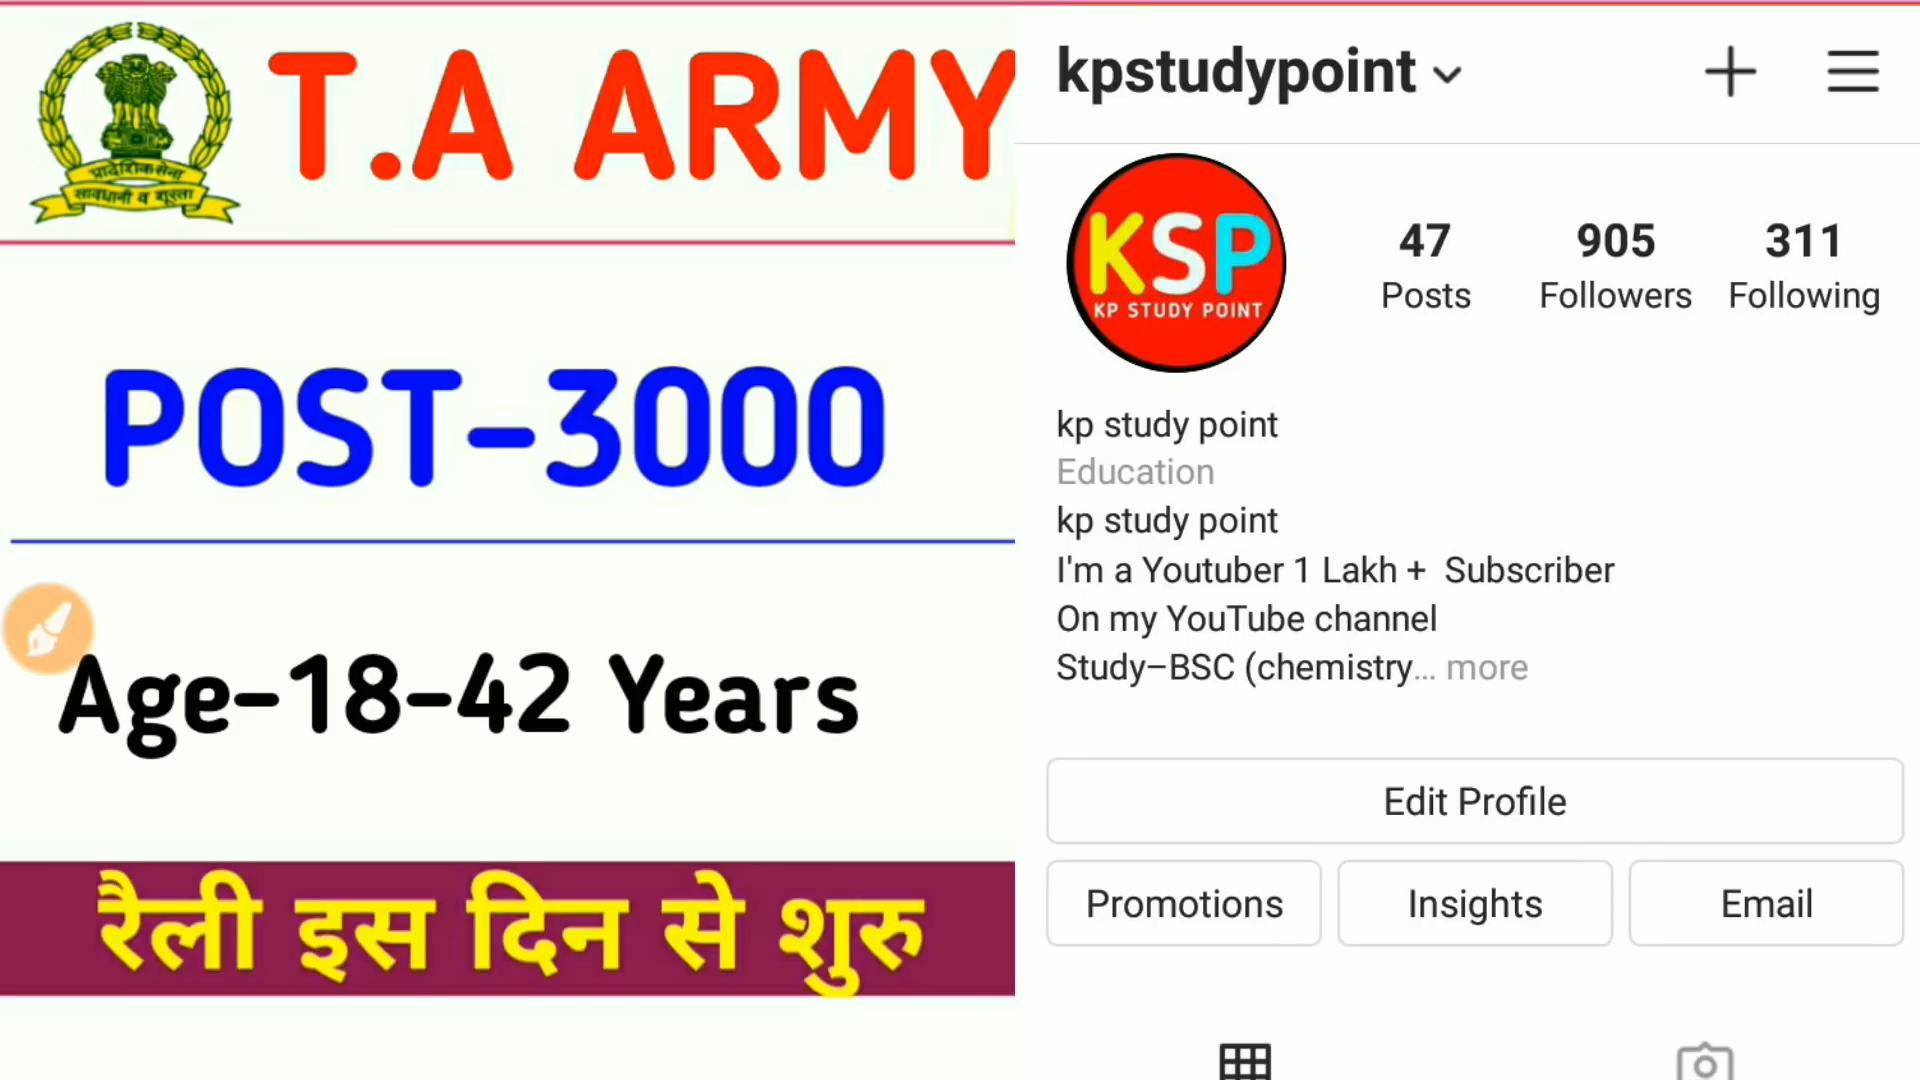 T.A ARMY
प्रादेशिक सेना
सावधानी व शूरता
POST-3000
Age-18-42 Years
रैली इस दिन से शुरु
kpstudypoint
KSP
KP STUDY POINT
47 905 311
Posts Followers Following
kp study point
Education
kp study point
I'm a Youtuber 1 Lakh + Subscriber
On my YouTube channel
Study-BSC (chemistry... more
Edit Profile
Promotions Insights Email